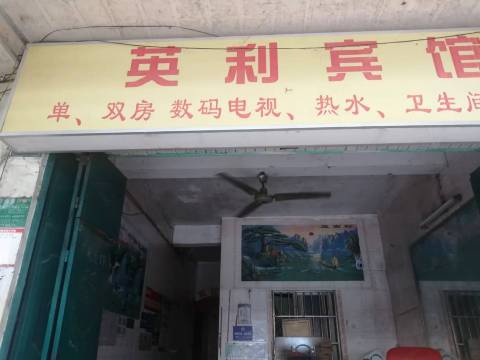 英利宾馆
单、双房 数码电视、热水、卫生间